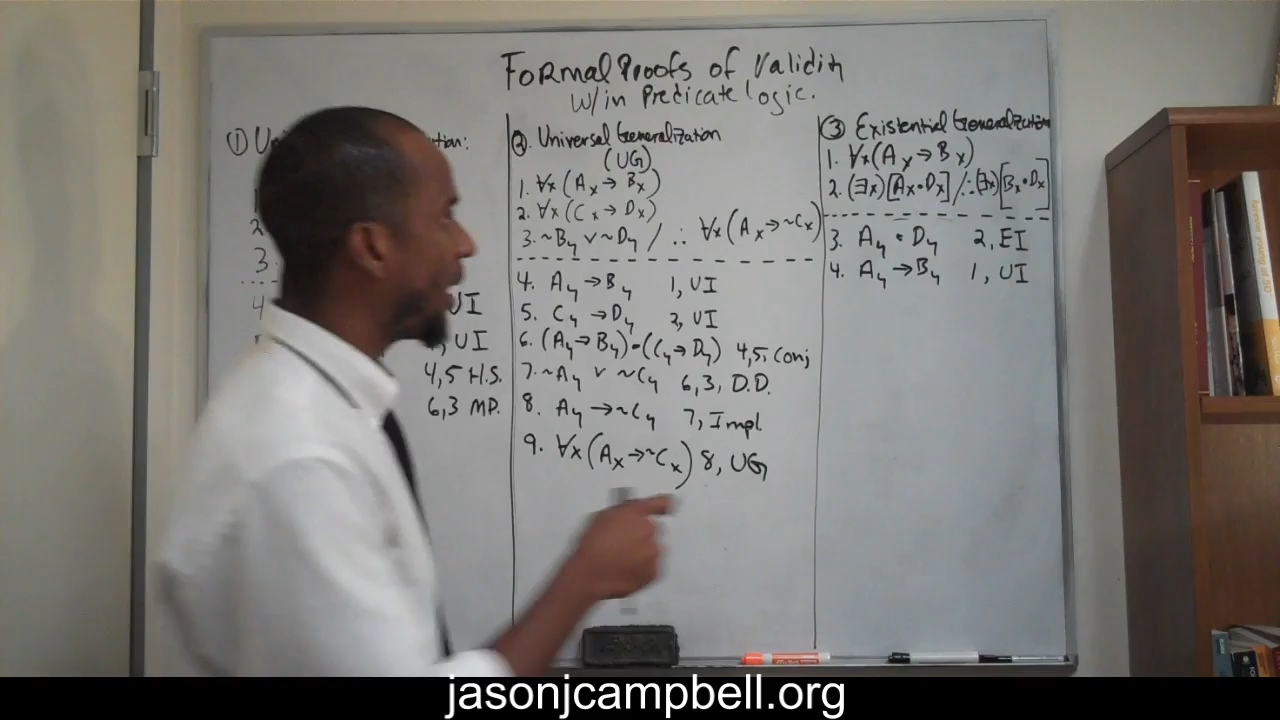 Formal Proofs of Validity
w/in Predicate logic.
①
1
2
3.
4
UI
UI
4,5 H.S.
6,3 MP.
②. Universal Generalization
(UG)
1. ∀x (Ax → Bx)
2. ∀x (Cx → Dx)
3. ~By v ~Dy / ∴ ∀x (Ax → ~Cx)
4. Ay → By 1, UI
5. Cy → Dy 2, UI
6. (Ay → By) • (Cy → Dy) 4,5, Conj
7. ~Ay v ~Cy 6,3, D.D.
8. Ay → ~Cy 7, Impl
9. ∀x (Ax → ~Cx) 8, UG
③ Existential Generalization
1. ∀x (Ax → Bx)
2. (∃x) [Ax • Dx] / ∴ (∃x) [Bx • Dx]
3. Ay • Dy 2, EI
4. Ay → By 1, UI
jasonjcampbell.org